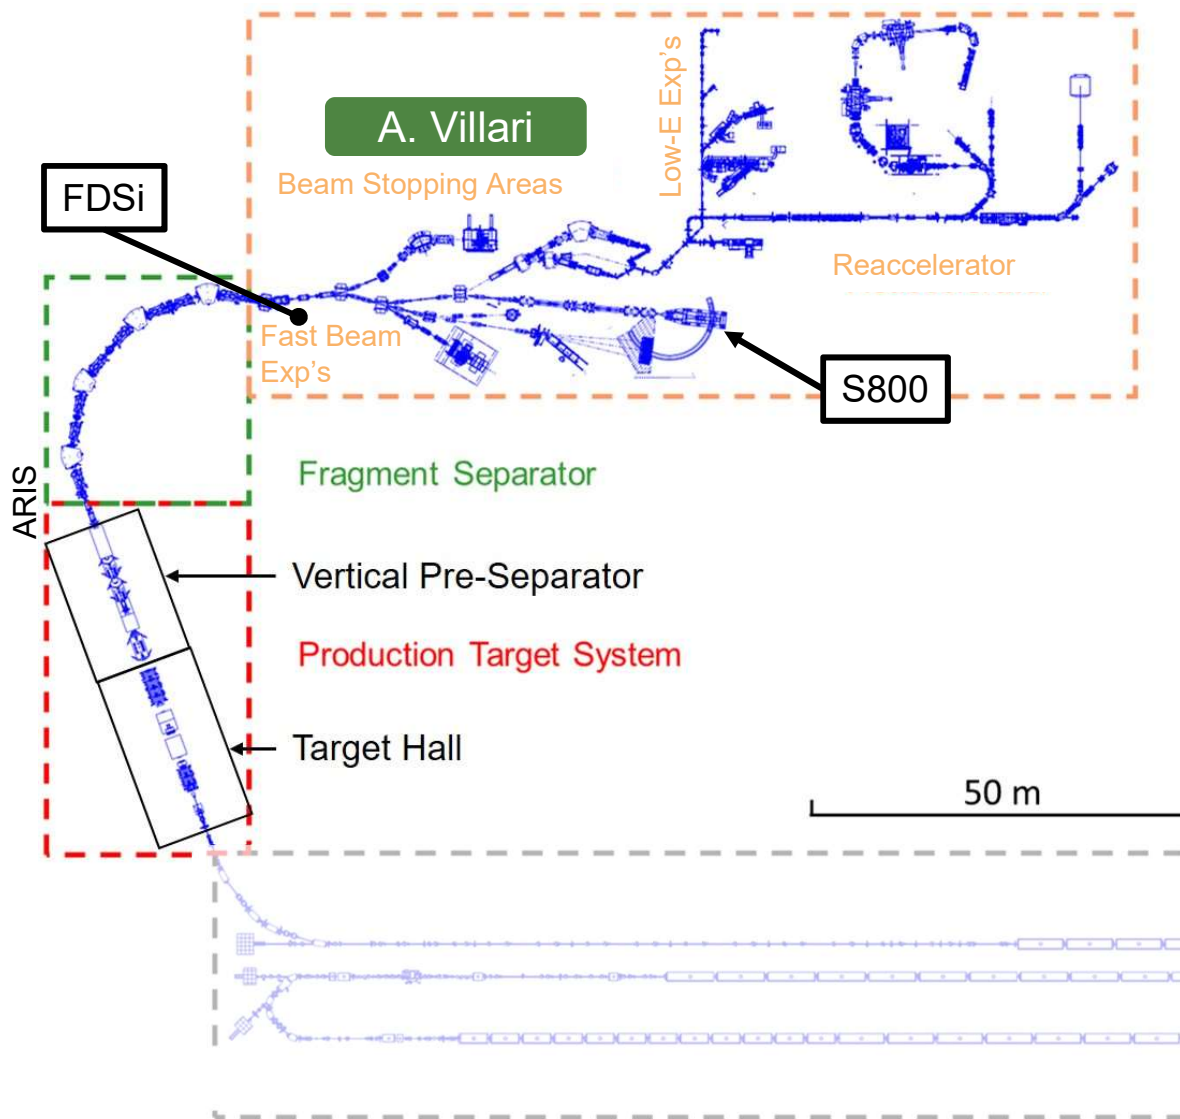 Low-E Exp's
A. Villari
Beam Stopping Areas
FDSi
Reaccelerator
Fast Beam
Exp's
S800
ARIS
Fragment Separator
Vertical Pre-Separator
Production Target System
Target Hall
50 m